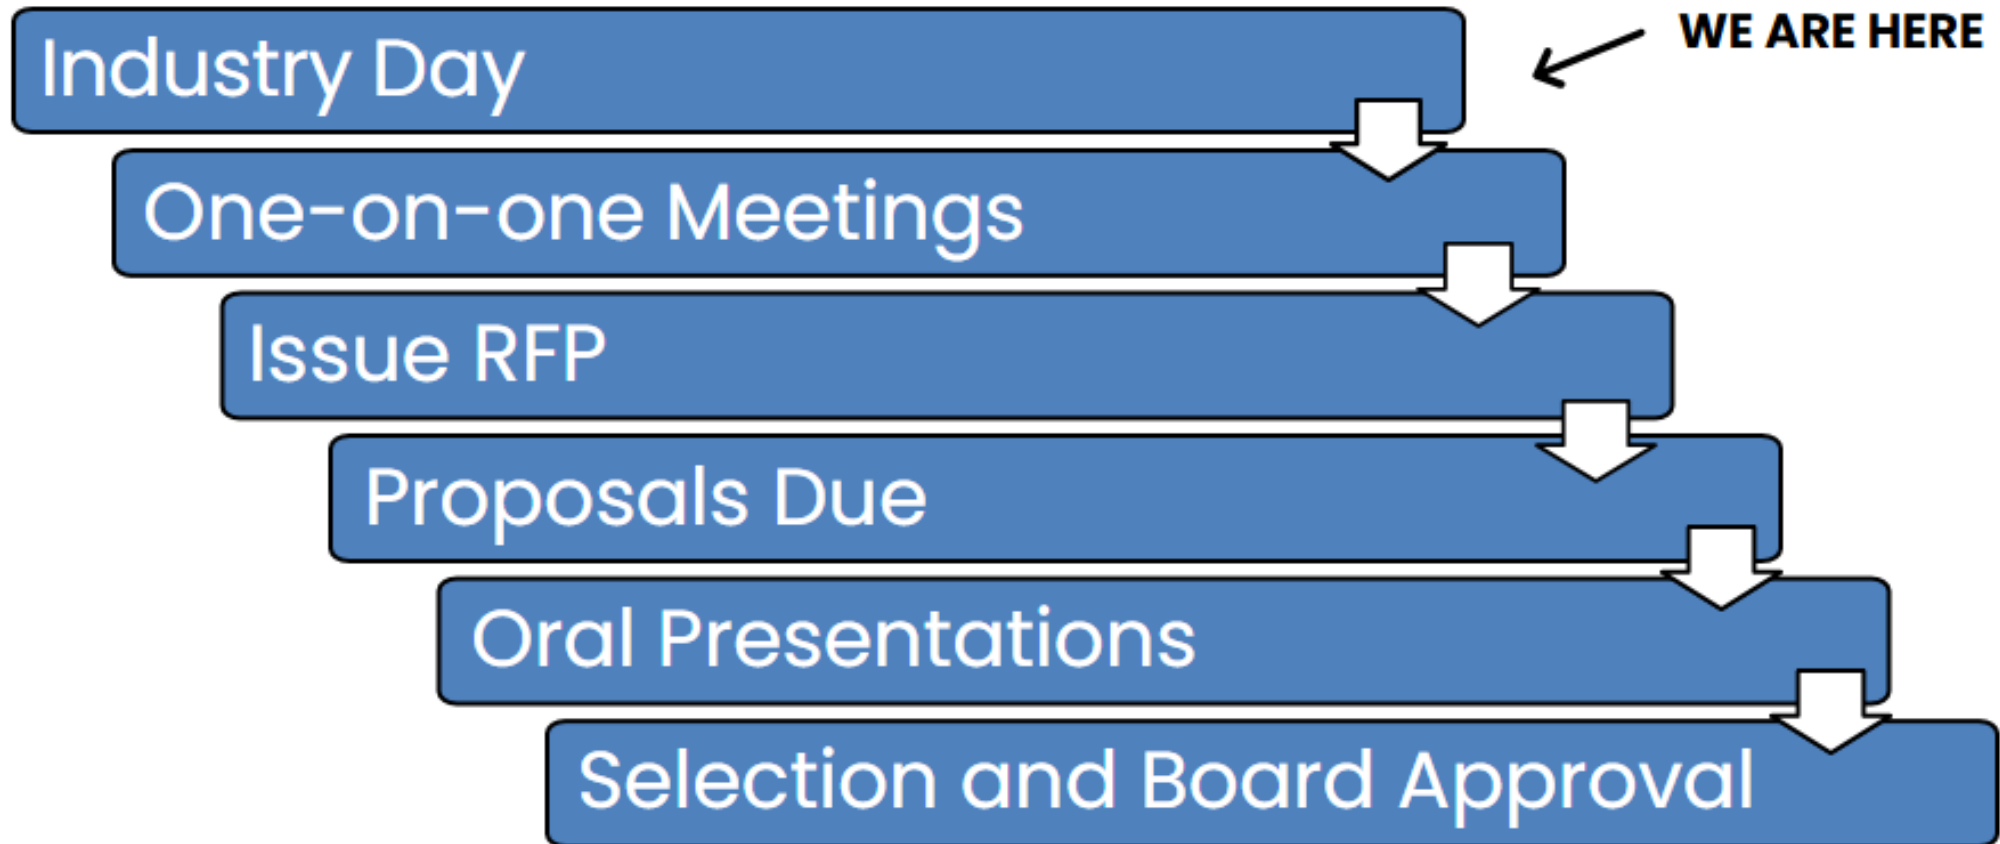 Industry Day
WE ARE HERE
One-on-one Meetings
Issue RFP
Proposals Due
Oral Presentations
Selection and Board Approval